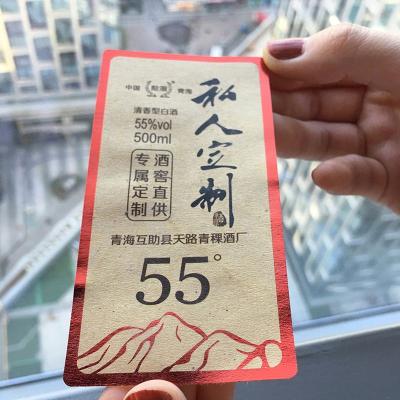 中国 青海
清香型白酒
55%vol
500ml
专属定制
酒窖直供
私人定制
青海互助县天路青稞酒厂
55°